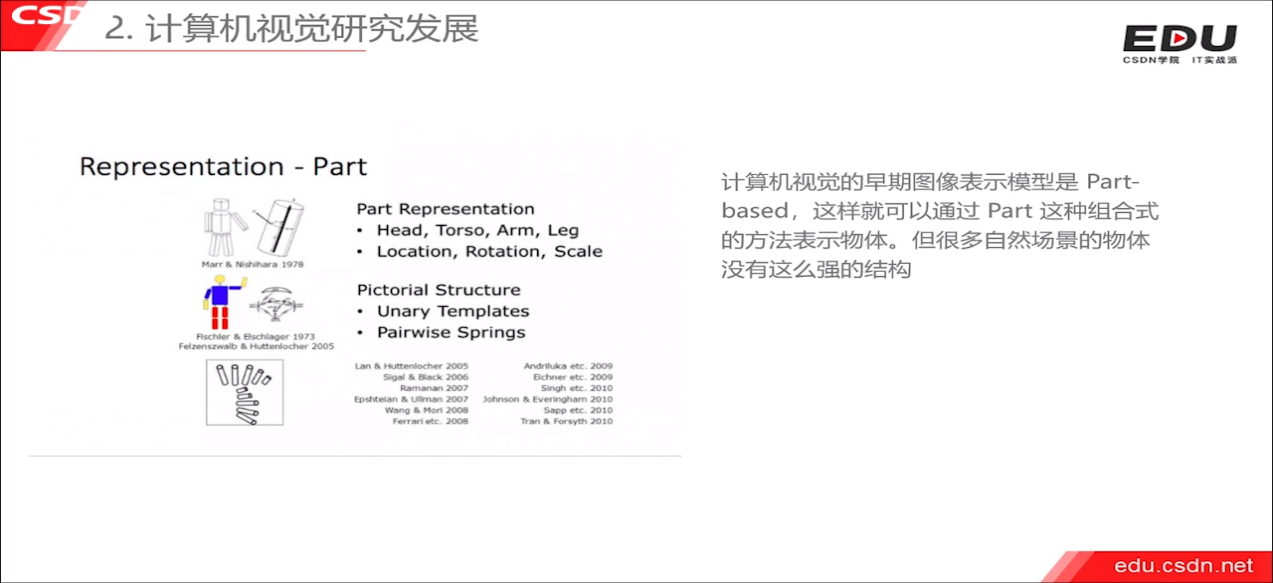 CSD
2. 计算机视觉研究发展
EDU
CSDN学院 IT实战派
Representation - Part
Marr & Nishihara 1978
Part Representation
• Head, Torso, Arm, Leg
• Location, Rotation, Scale
Fischler & Elschlager 1973
Felzenszwalb & Huttenlocher 2005
Pictorial Structure
• Unary Templates
• Pairwise Springs
Lan & Huttenlocher 2005
Sigal & Black 2006
Ramanan 2007
Epshteian & Ullman 2007
Wang & Mori 2008
Ferrari etc. 2008
Andriluka etc. 2009
Eichner etc. 2009
Singh etc. 2010
Johnson & Everingham 2010
Sapp etc. 2010
Tran & Forsyth 2010
计算机视觉的早期图像表示模型是 Part-
based，这样就可以通过 Part 这种组合式
的方法表示物体。但很多自然场景的物体
没有这么强的结构
edu.csdn.net